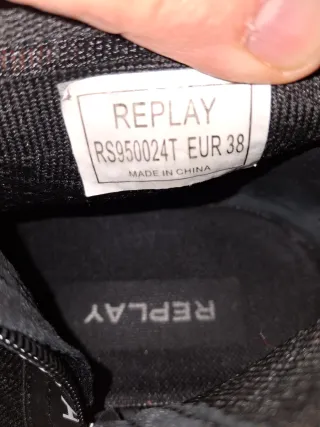 REPLAY
RS950024T EUR 38
MADE IN CHINA
REPLAY